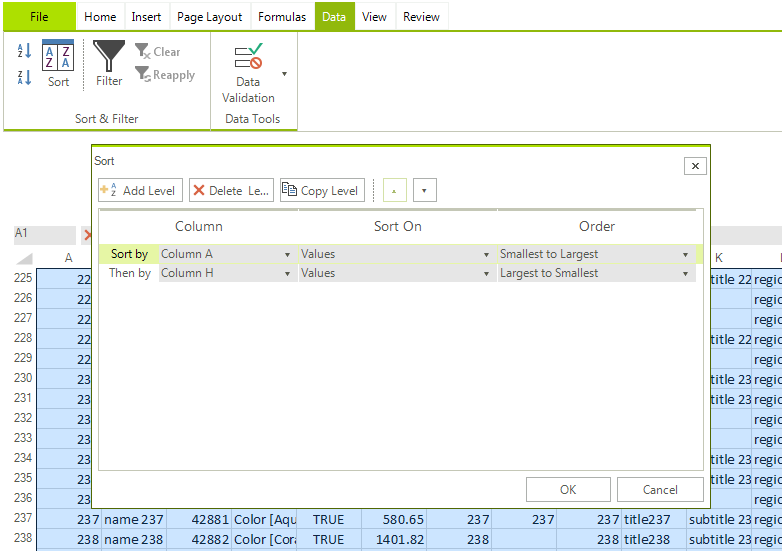 File Home Insert Page Layout Formulas Data View Review
Sort
Filter
Clear
Reapply
Data Validation
Sort & Filter
Data Tools
Sort
Add Level Delete Le... Copy Level
Column Sort On Order
A1
Sort by Column A Values Smallest to Largest
Then by Column H Values Largest to Smallest
A K
225 22 title 22 regio
226 22 regio
227 22 regio
228 22 title 22 regio
229 22 regio
230 23 title 23 regio
231 23 title 23 regio
232 23 regio
233 23 regio
234 23 title 23 regio
235 23 title 23 regio
236 23 regio
OK Cancel
237 237 name 237 42881 Color [Aqu TRUE 580.65 237 237 237 title237 subtitle 23 regio
238 238 name 238 42882 Color [Cora TRUE 1401.82 238 238 title238 subtitle 23 regio